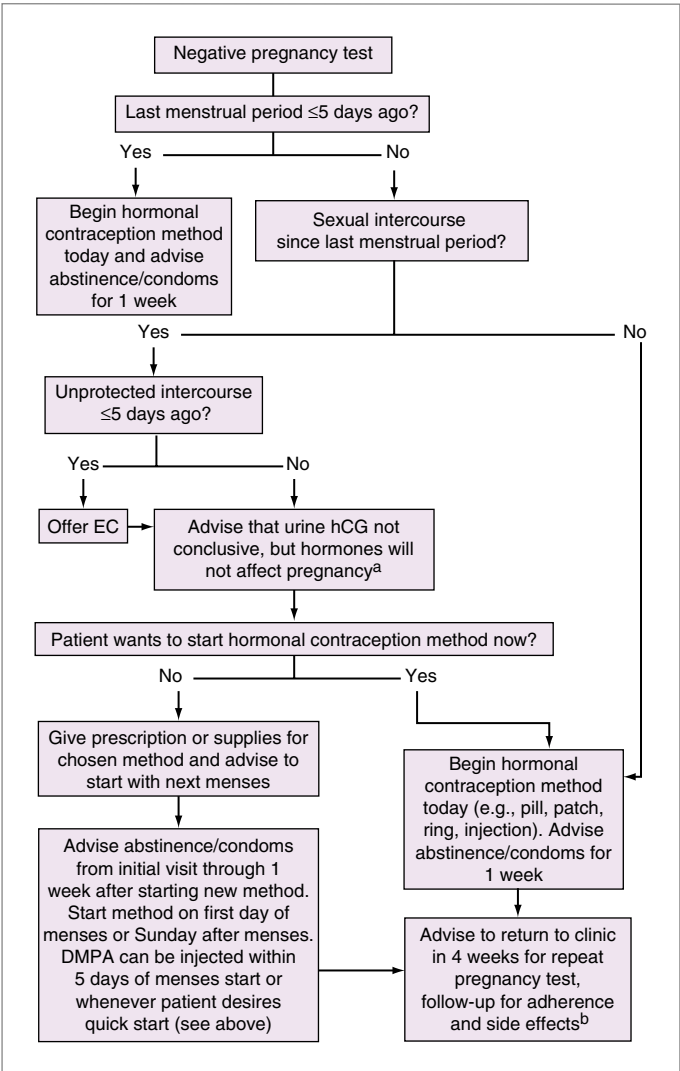 Negative pregnancy test
Last menstrual period ≤5 days ago?
Yes
No
Begin hormonal
contraception method
today and advise
abstinence/condoms
for 1 week
Sexual intercourse
since last menstrual period?
Yes
No
Unprotected intercourse
≤5 days ago?
Yes
No
Offer EC
Advise that urine hCG not
conclusive, but hormones will
not affect pregnancyᵃ
Patient wants to start hormonal contraception method now?
No
Yes
Give prescription or supplies for
chosen method and advise to
start with next menses
Begin hormonal
contraception method
today (e.g., pill, patch,
ring, injection). Advise
abstinence/condoms for
1 week
Advise abstinence/condoms
from initial visit through 1
week after starting new method.
Start method on first day of
menses or Sunday after menses.
DMPA can be injected within
5 days of menses start or
whenever patient desires
quick start (see above)
Advise to return to clinic
in 4 weeks for repeat
pregnancy test,
follow-up for adherence
and side effectsᵇ